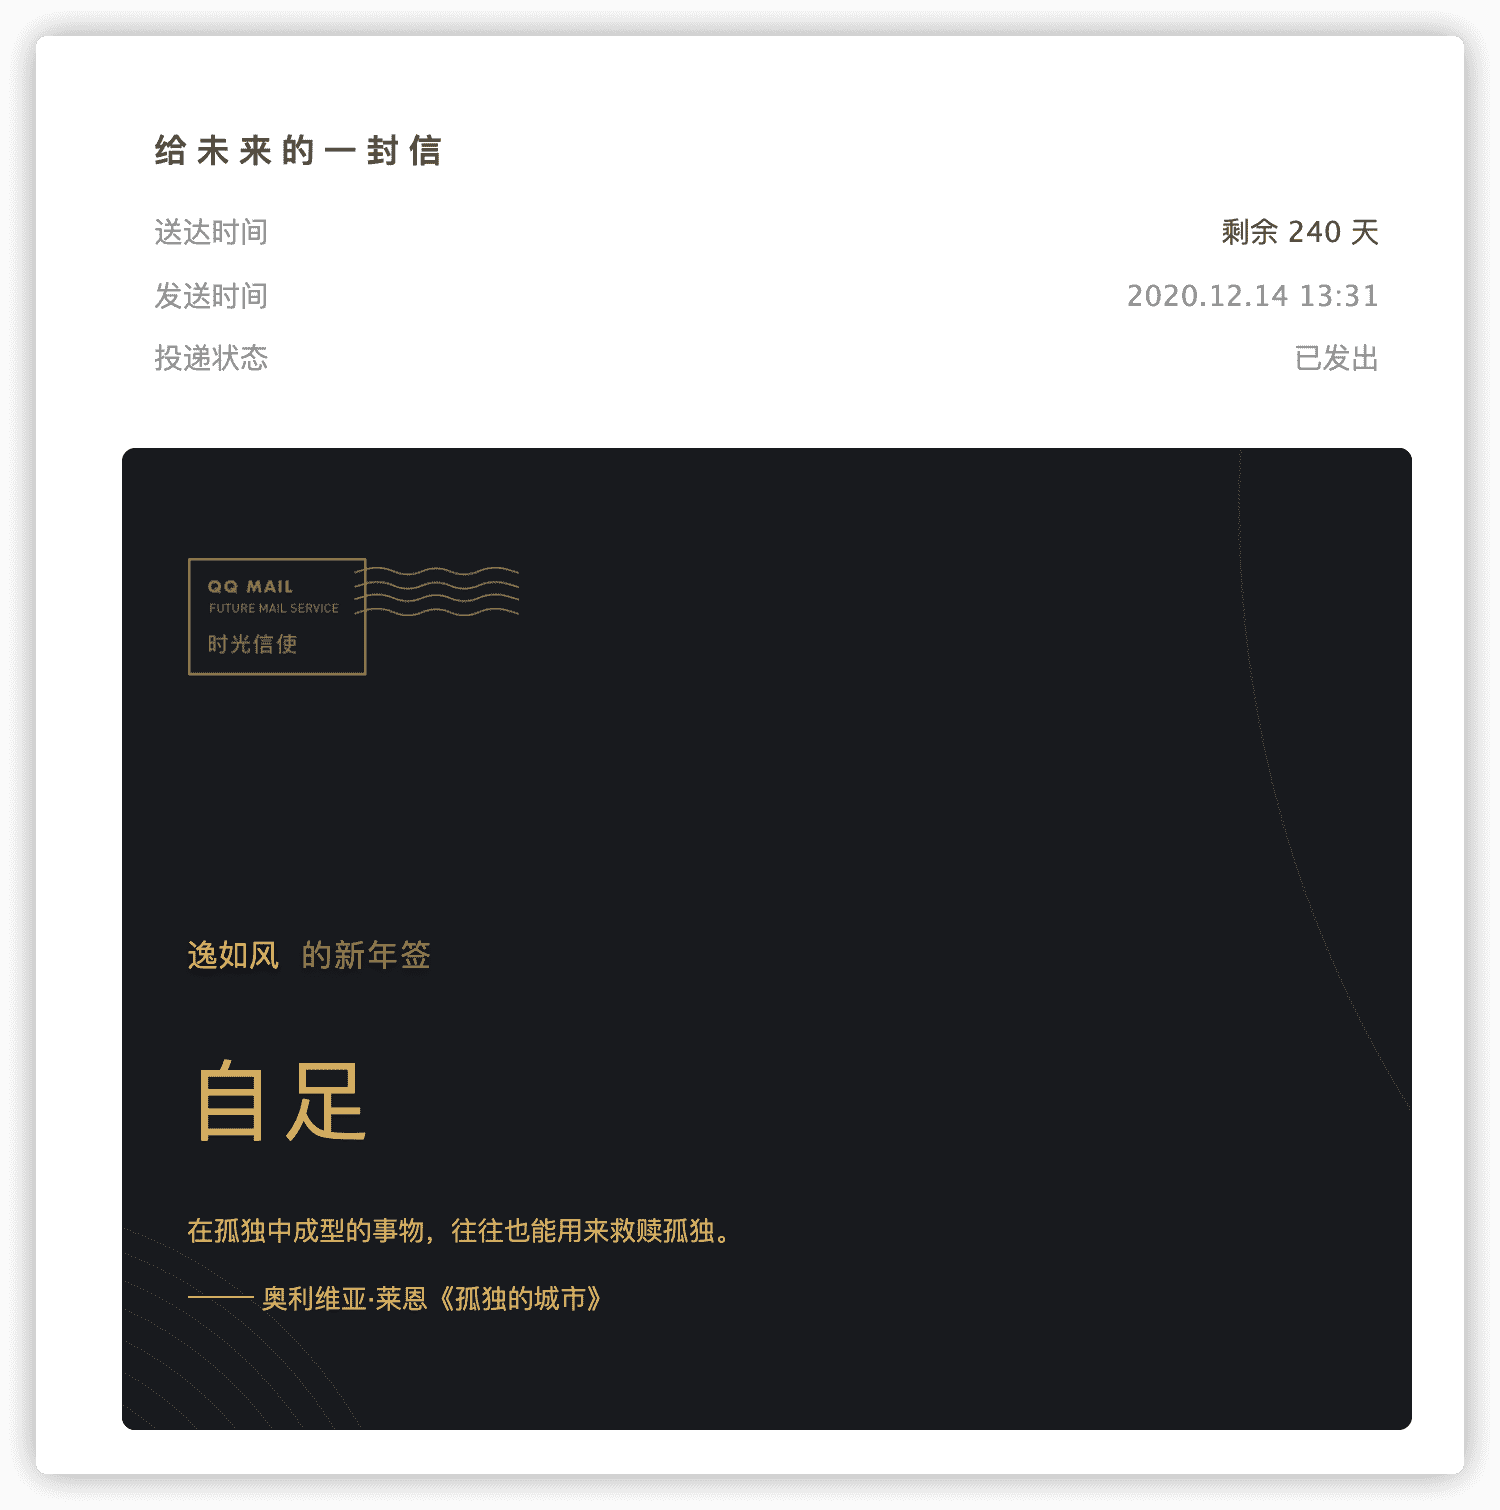 给未来的一封信
送达时间 剩余 240 天
发送时间 2020.12.14 13:31
投递状态 已发出
QQ MAIL
FUTURE MAIL SERVICE
时光信使
逸如风 的新年签
自足
在孤独中成型的事物，往往也能用来救赎孤独。
—— 奥利维亚·莱恩《孤独的城市》